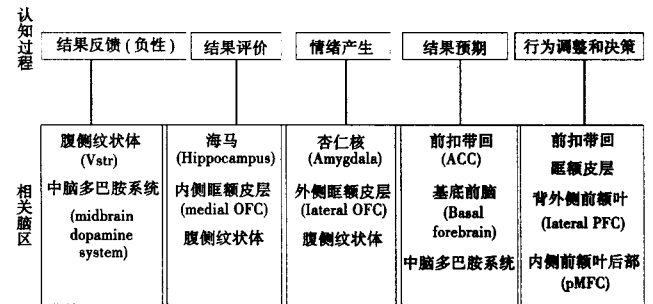 认知过程
结果反馈(负性)
结果评价
情绪产生
结果预期
行为调整和决策
相关脑区
腹侧纹状体
(Vstr)
中脑多巴胺系统
(midbrain
dopamine
system)
海马
(Hippocampus)
内侧眶额皮层
(medial OFC)
腹侧纹状体
杏仁核
(Amygdala)
外侧眶额皮层
(lateral OFC)
腹侧纹状体
前扣带回
(ACC)
基底前脑
(Basal
forebrain)
中脑多巴胺系统
前扣带回
眶额皮层
背外侧前额叶
(lateral PFC)
内侧前额叶后部
(pMFC)